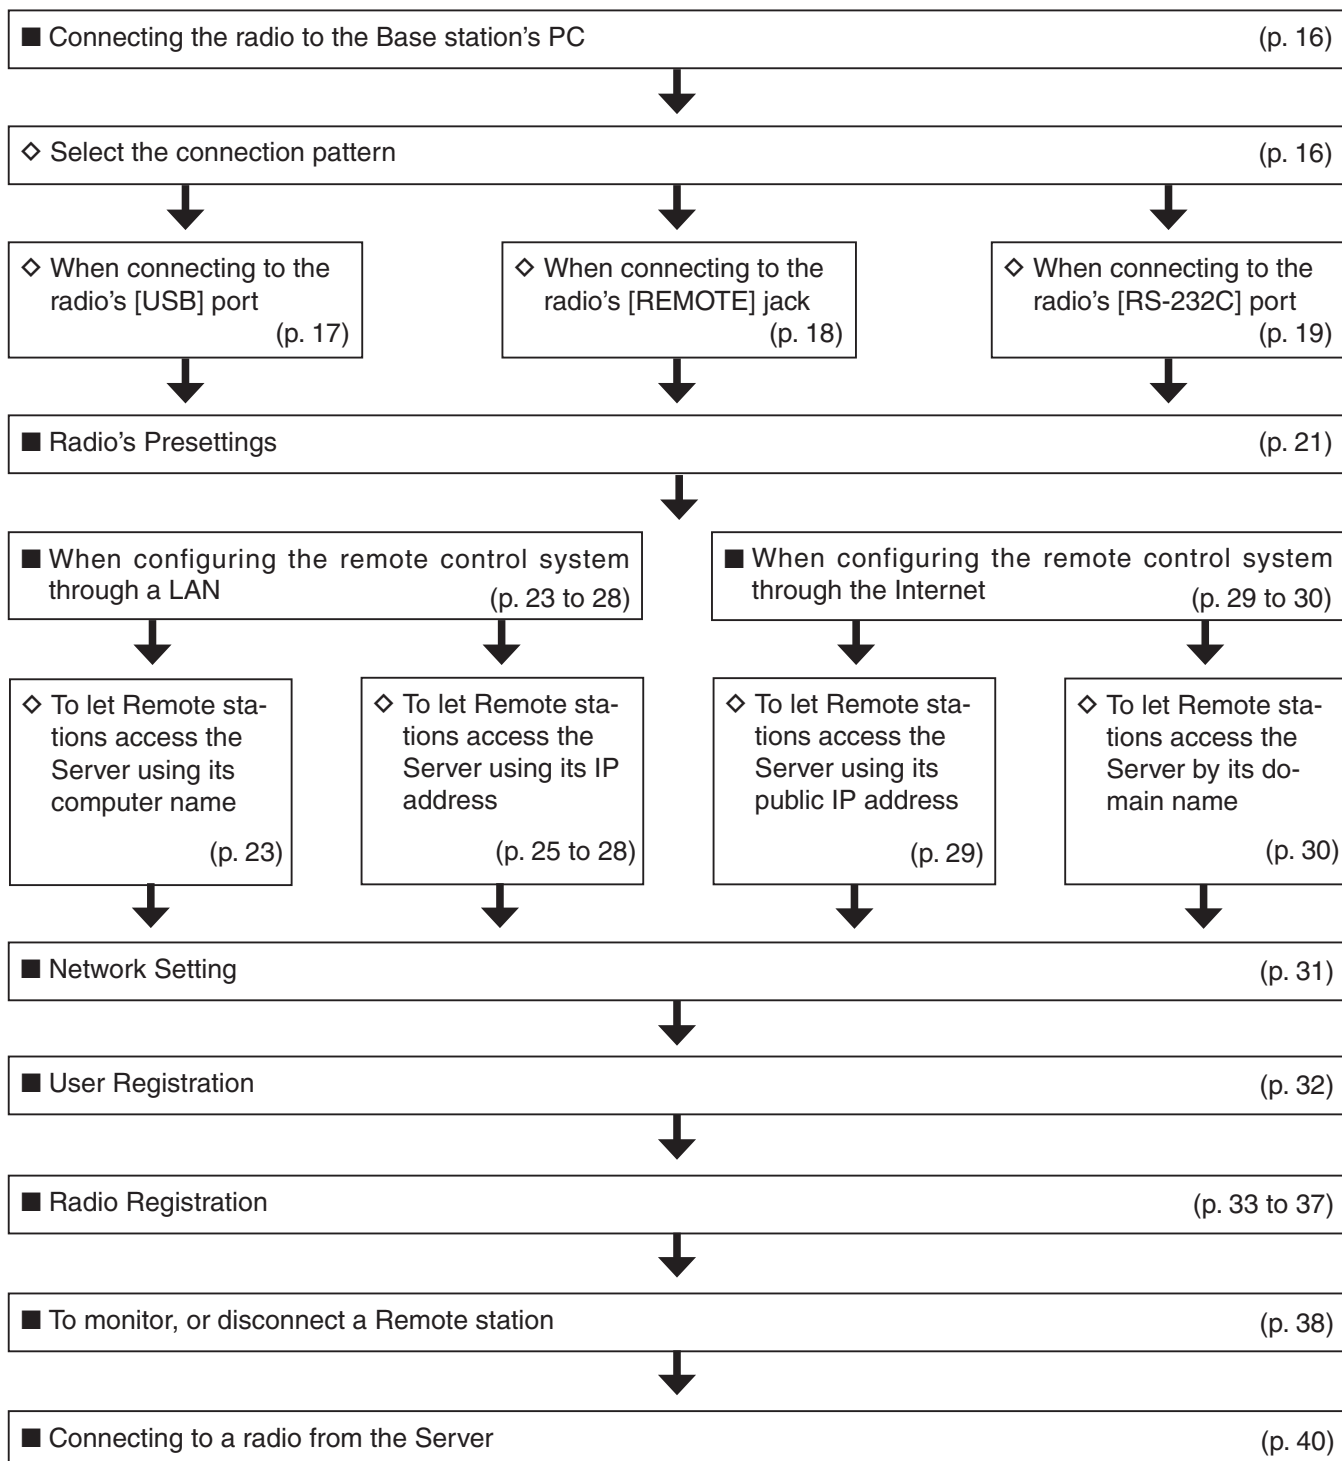 ■ Connecting the radio to the Base station’s PC (p. 16)
◇ Select the connection pattern (p. 16)
◇ When connecting to the
radio’s [USB] port
(p. 17)
◇ When connecting to the
radio’s [REMOTE] jack
(p. 18)
◇ When connecting to the
radio’s [RS-232C] port
(p. 19)
■ Radio’s Presettings (p. 21)
■ When configuring the remote control system
through a LAN (p. 23 to 28)
■ When configuring the remote control system
through the Internet (p. 29 to 30)
◇ To let Remote sta-
tions access the
Server using its
computer name
(p. 23)
◇ To let Remote sta-
tions access the
Server using its IP
address
(p. 25 to 28)
◇ To let Remote sta-
tions access the
Server using its
public IP address
(p. 29)
◇ To let Remote sta-
tions access the
Server by its do-
main name
(p. 30)
■ Network Setting (p. 31)
■ User Registration (p. 32)
■ Radio Registration (p. 33 to 37)
■ To monitor, or disconnect a Remote station (p. 38)
■ Connecting to a radio from the Server (p. 40)